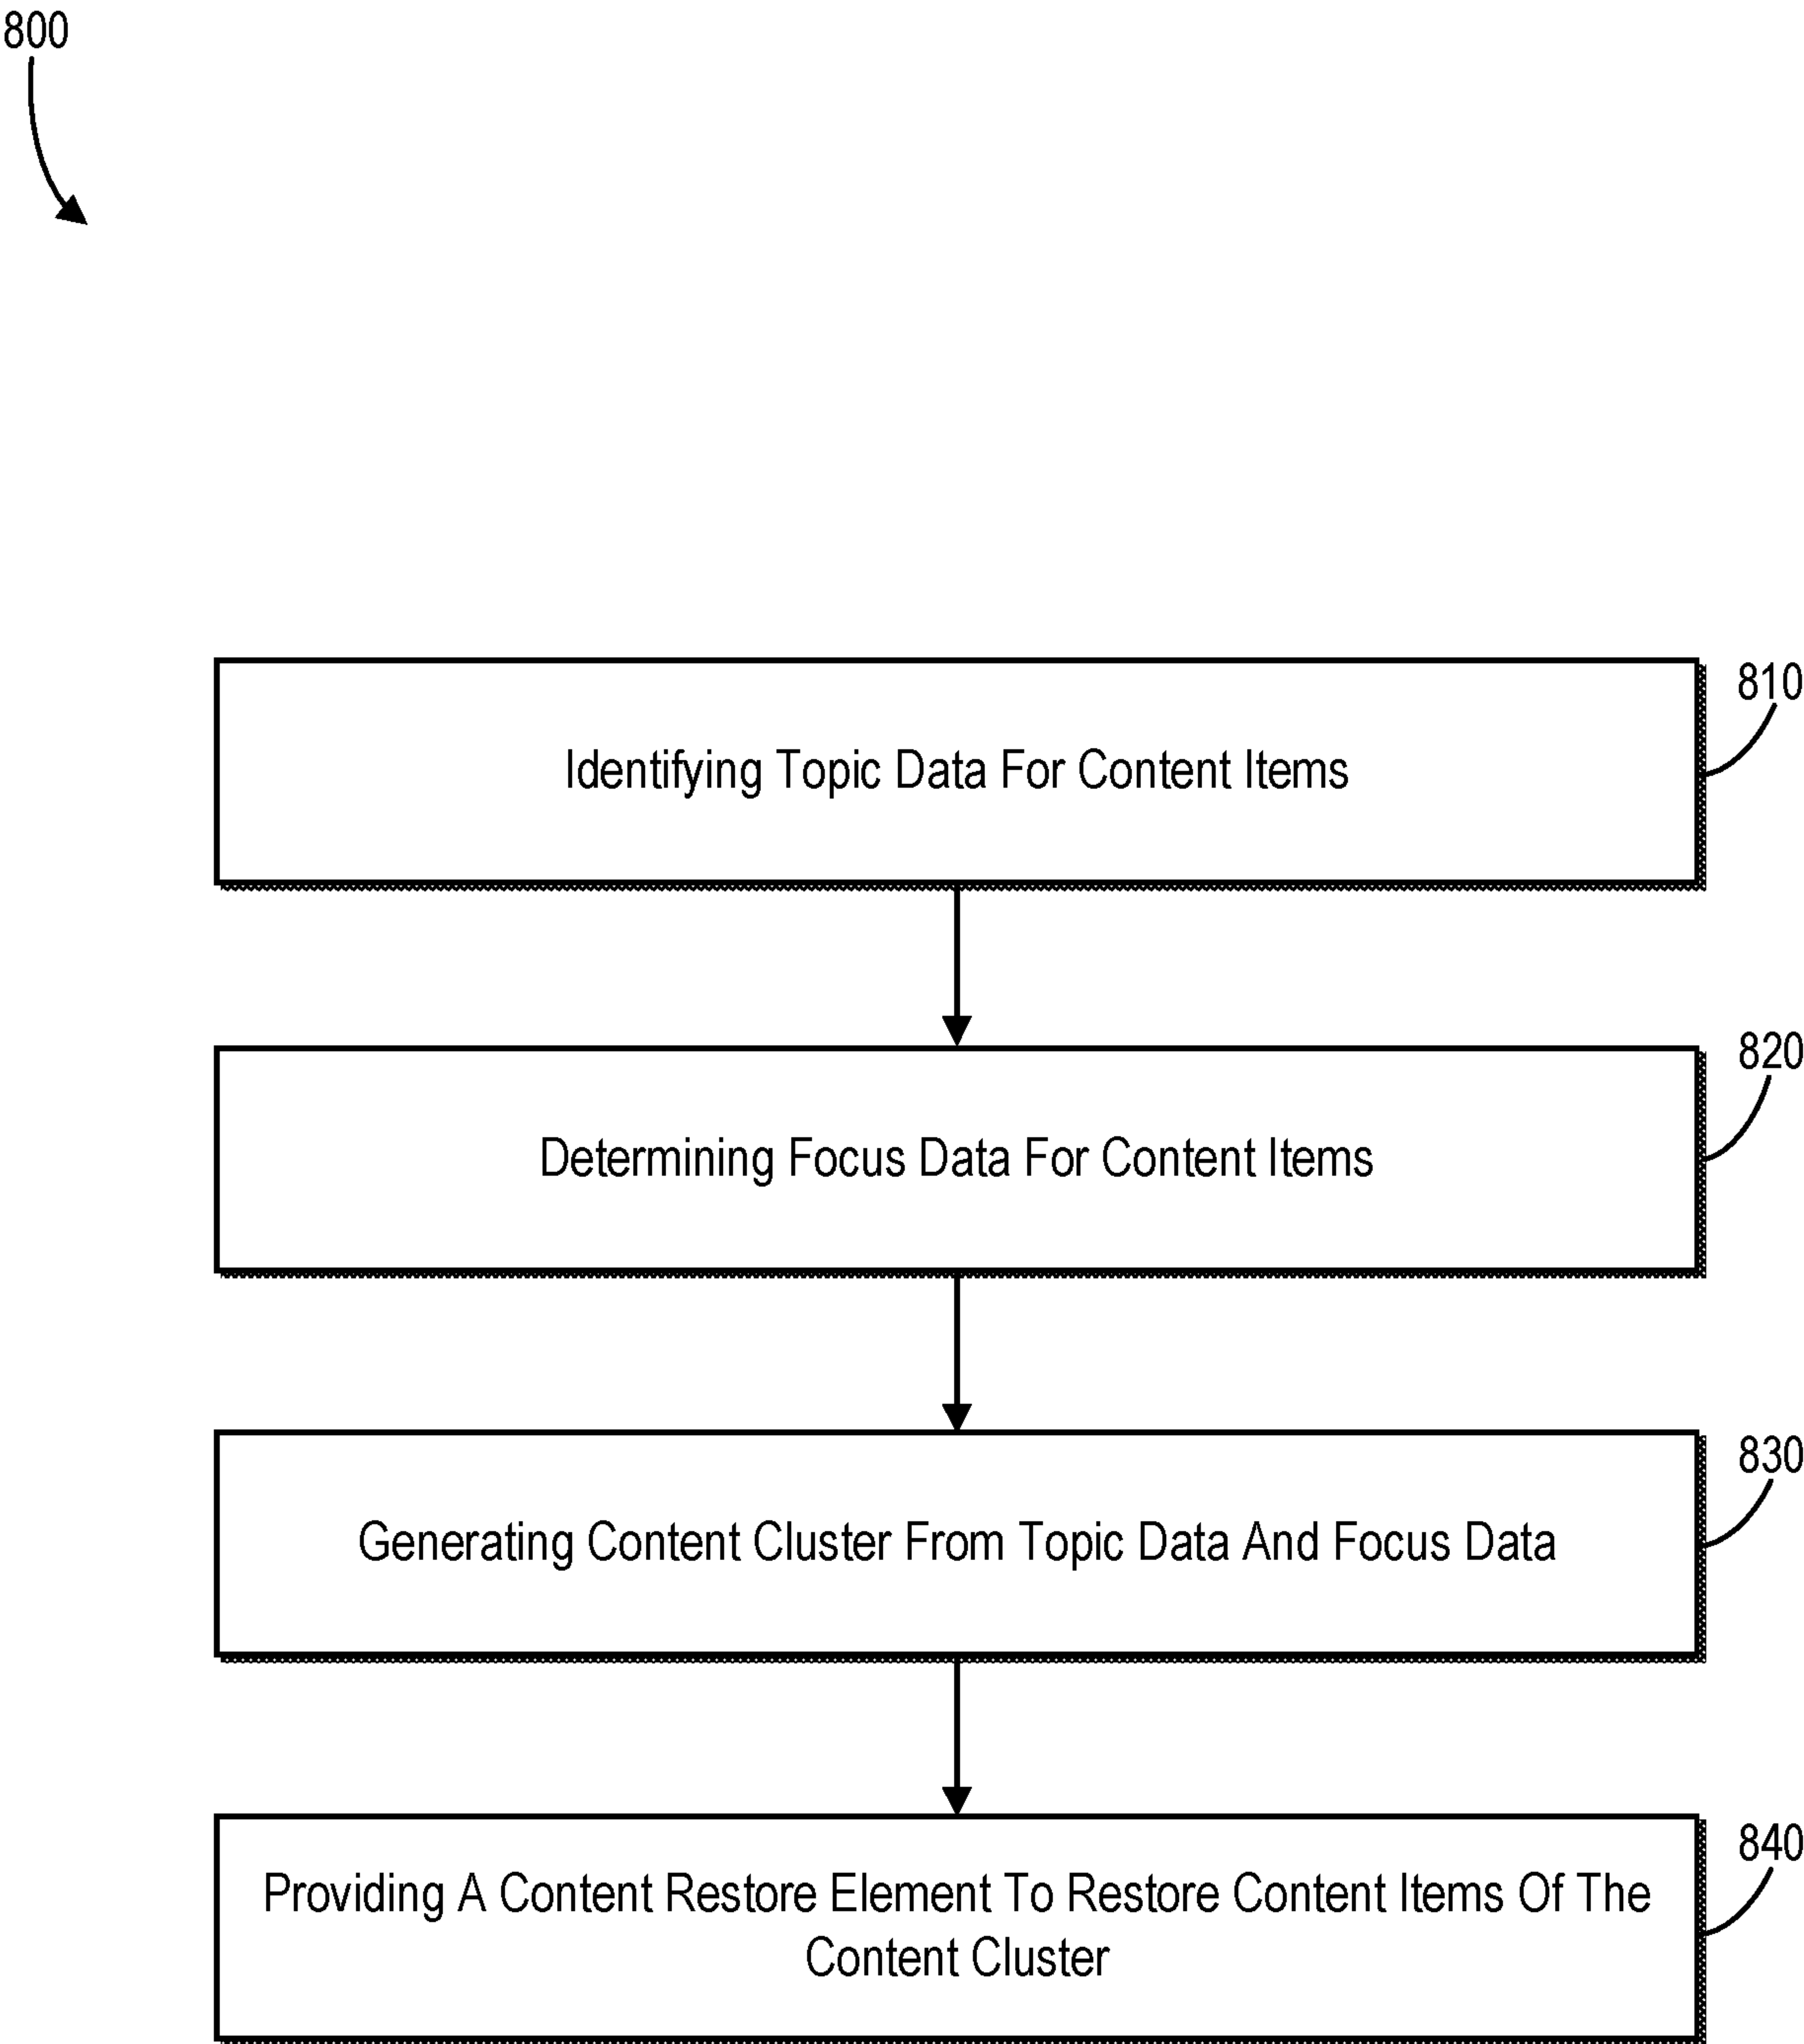 800
810
Identifying Topic Data For Content Items
820
Determining Focus Data For Content Items
830
Generating Content Cluster From Topic Data And Focus Data
840
Providing A Content Restore Element To Restore Content Items Of The
Content Cluster